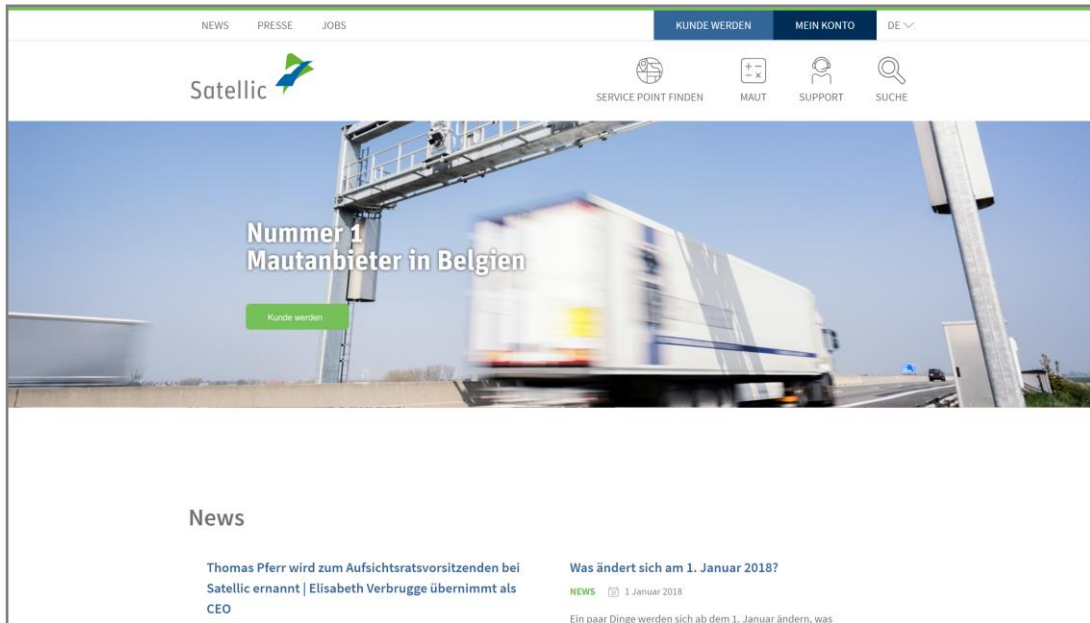 NEWS PRESSE JOBS KUNDE WERDEN MEIN KONTO DE
Satellic
SERVICE POINT FINDEN MAUT SUPPORT SUCHE
Nummer 1
Mautanbieter in Belgien
Kunde werden
News
Thomas Pferr wird zum Aufsichtsratsvorsitzenden bei
Satellic ernannt | Elisabeth Verbrugge übernimmt als
CEO
Was ändert sich am 1. Januar 2018?
NEWS 1 Januar 2018
Ein paar Dinge werden sich ab dem 1. Januar ändern, was